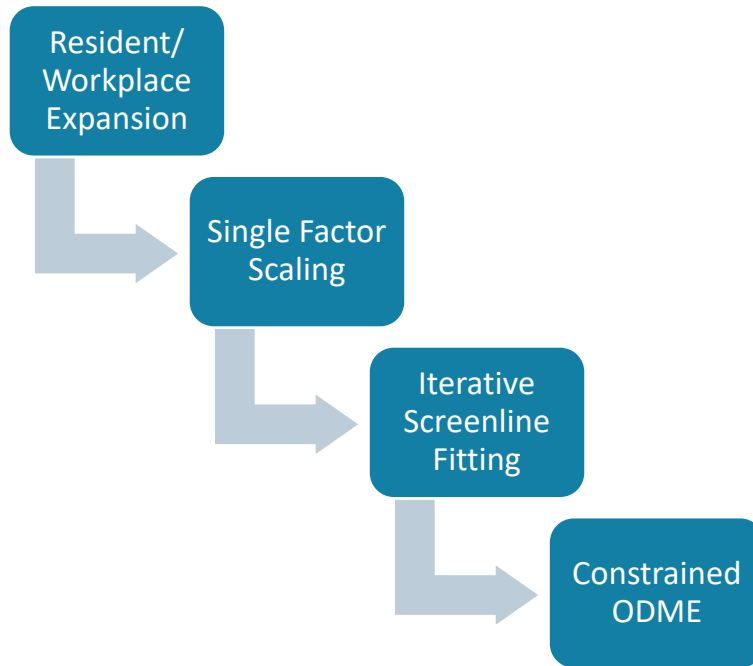 Resident/
Workplace
Expansion
Single Factor
Scaling
Iterative
Screenline
Fitting
Constrained
ODME